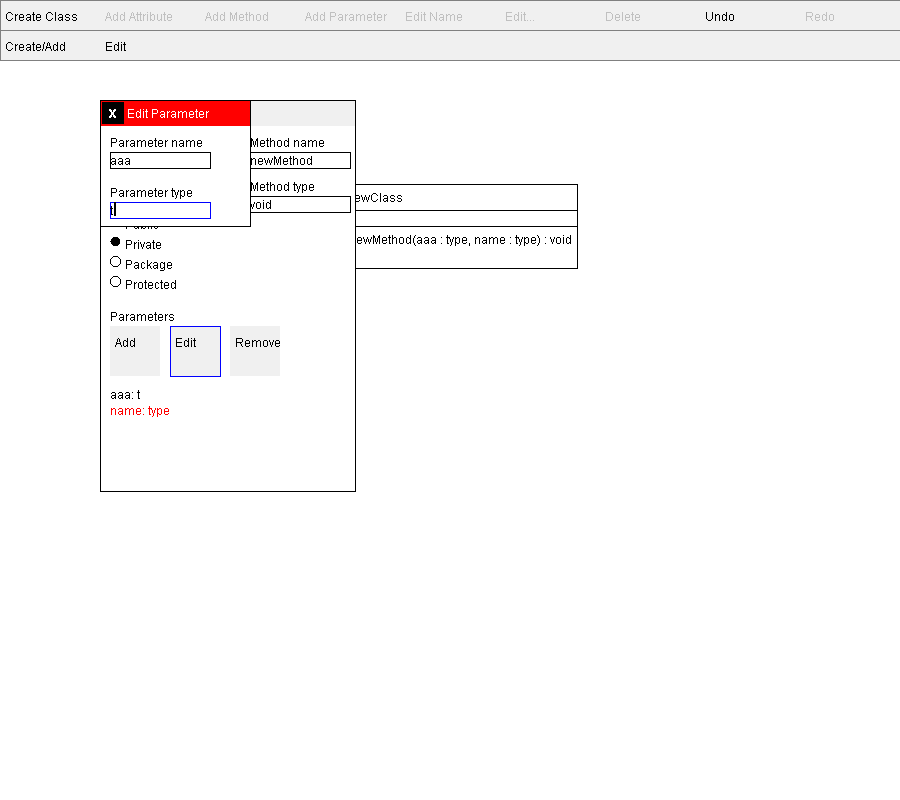 Create Class Add Attribute Add Method Add Parameter Edit Name Edit... Delete Undo Redo
Create/Add Edit
X Edit Parameter
Parameter name Method name
aaa newMethod
Parameter type Method type
t void
ewClass
Public
ewMethod(aaa : type, name : type) : void
Private
Package
Protected
Parameters
Add Edit Remove
aaa: t
name: type